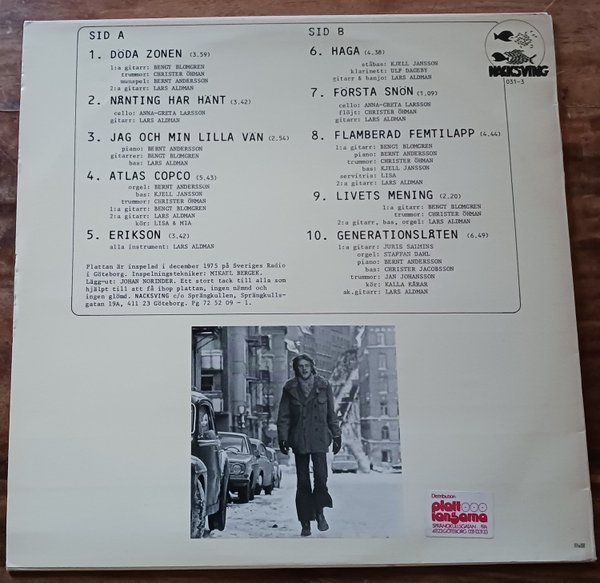 SID A
1. DÖDA ZONEN (3.59)
1:a gitarr: BENGT BLOMGREN
trummor: CHRISTER ÖHMAN
munspel: BERNT ANDERSSON
2:a gitarr: LARS ALDMAN
2. NÅNTING HAR HÄNT (3.42)
cello: ANNA-GRETA LARSSON
gitarr: LARS ALDMAN
3. JAG OCH MIN LILLA VÄN (2.54)
piano: BERNT ANDERSSON
gitarrer: BENGT BLOMGREN
bas: LARS ALDMAN
4. ATLAS COPCO (5.43)
orgel: BERNT ANDERSSON
bas: KJELL JANSSON
trummor: CHRISTER ÖHMAN
1:a gitarr: BENGT BLOMGREN
2:a gitarr: LARS ALDMAN
kör: LISA & MIA
5. ERIKSON (3.42)
alla instrument: LARS ALDMAN
Plattan är inspelad i december 1975 på Sveriges Radio
i Göteborg. Inspelningstekniker: MIKAEL BERGEK.
Lägg-ut: JOHAN NORINDER. Ett stort tack till alla som
hjälpt till att få ihop plattan, ingen nämnd och
ingen glömd. NACKSVING c/o Sprängkullen, Sprängkulls-
gatan 19A, 411 23 Göteborg. Pg 72 52 09 - 1.
SID B
6. HAGA (4.38)
ståbas: KJELL JANSSON
klarinett: ULF DAGEBY
gitarr & banjo: LARS ALDMAN
7. FÖRSTA SNÖN (1.09)
cello: ANNA-GRETA LARSSON
flöjt: CHRISTER ÖHMAN
gitarr: LARS ALDMAN
8. FLAMBERAD FEMTILAPP (4.44)
1:a gitarr: BENGT BLOMGREN
piano: BERNT ANDERSSON
trummor: CHRISTER ÖHMAN
bas: KJELL JANSSON
servitris: LISA
2:a gitarr: LARS ALDMAN
9. LIVETS MENING (2.20)
1:a gitarr: BENGT BLOMGREN
trummor: CHRISTER ÖHMAN
2:a gitarr, bas, orgel: LARS ALDMAN
10. GENERATIONSLÅTEN (6.49)
1:a gitarr: JURIS SALMINS
orgel: STAFFAN DAHL
piano: BERNT ANDERSSON
bas: CHRISTER JACOBSSON
trummor: JAN JOHANSSON
kör: KALLA KÅRAR
ak.gitarr: LARS ALDMAN
NACKSVING
031-3
Distribution:
platt
langarna
SPRÄNGKULLSGATAN 19A
41123 GÖTEBORG